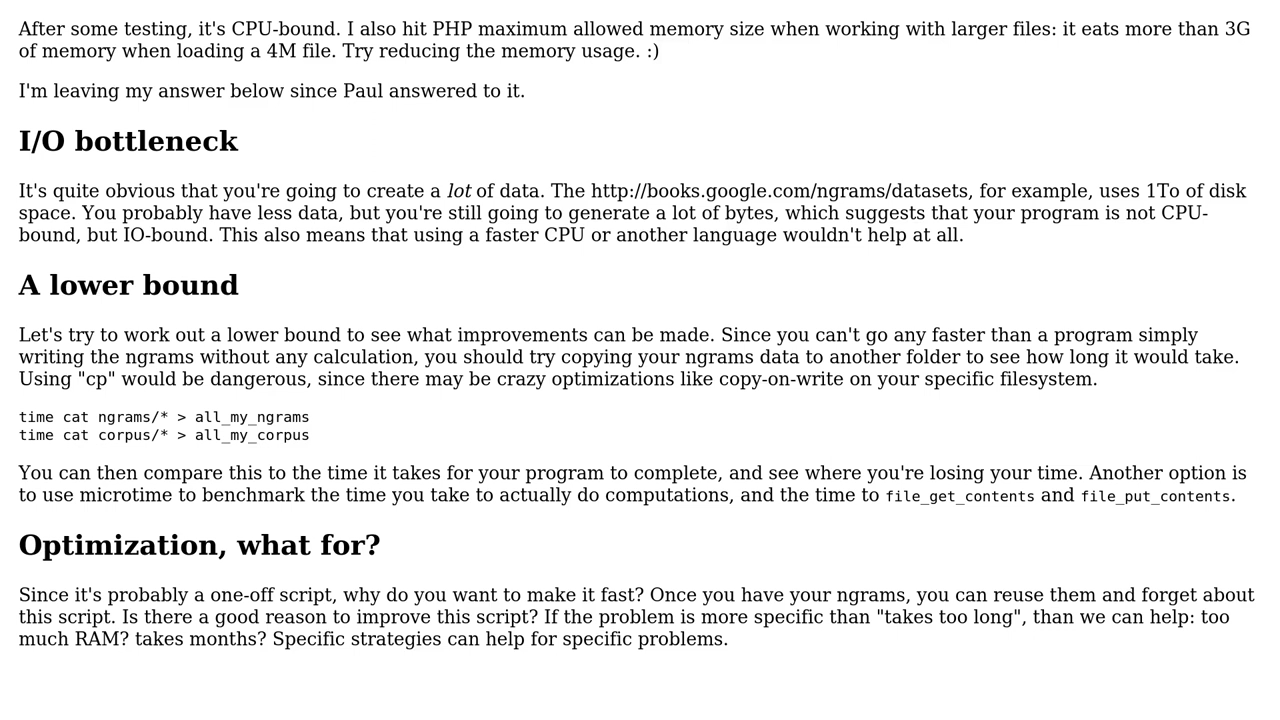 After some testing, it's CPU-bound. I also hit PHP maximum allowed memory size when working with larger files: it eats more than 3G
of memory when loading a 4M file. Try reducing the memory usage. :)
I'm leaving my answer below since Paul answered to it.
I/O bottleneck
It's quite obvious that you're going to create a lot of data. The http://books.google.com/ngrams/datasets, for example, uses 1To of disk
space. You probably have less data, but you're still going to generate a lot of bytes, which suggests that your program is not CPU-
bound, but IO-bound. This also means that using a faster CPU or another language wouldn't help at all.
A lower bound
Let's try to work out a lower bound to see what improvements can be made. Since you can't go any faster than a program simply
writing the ngrams without any calculation, you should try copying your ngrams data to another folder to see how long it would take.
Using "cp" would be dangerous, since there may be crazy optimizations like copy-on-write on your specific filesystem.
time cat ngrams/* > all_my_ngrams
time cat corpus/* > all_my_corpus
You can then compare this to the time it takes for your program to complete, and see where you're losing your time. Another option is
to use microtime to benchmark the time you take to actually do computations, and the time to file_get_contents and file_put_contents.
Optimization, what for?
Since it's probably a one-off script, why do you want to make it fast? Once you have your ngrams, you can reuse them and forget about
this script. Is there a good reason to improve this script? If the problem is more specific than "takes too long", than we can help: too
much RAM? takes months? Specific strategies can help for specific problems.